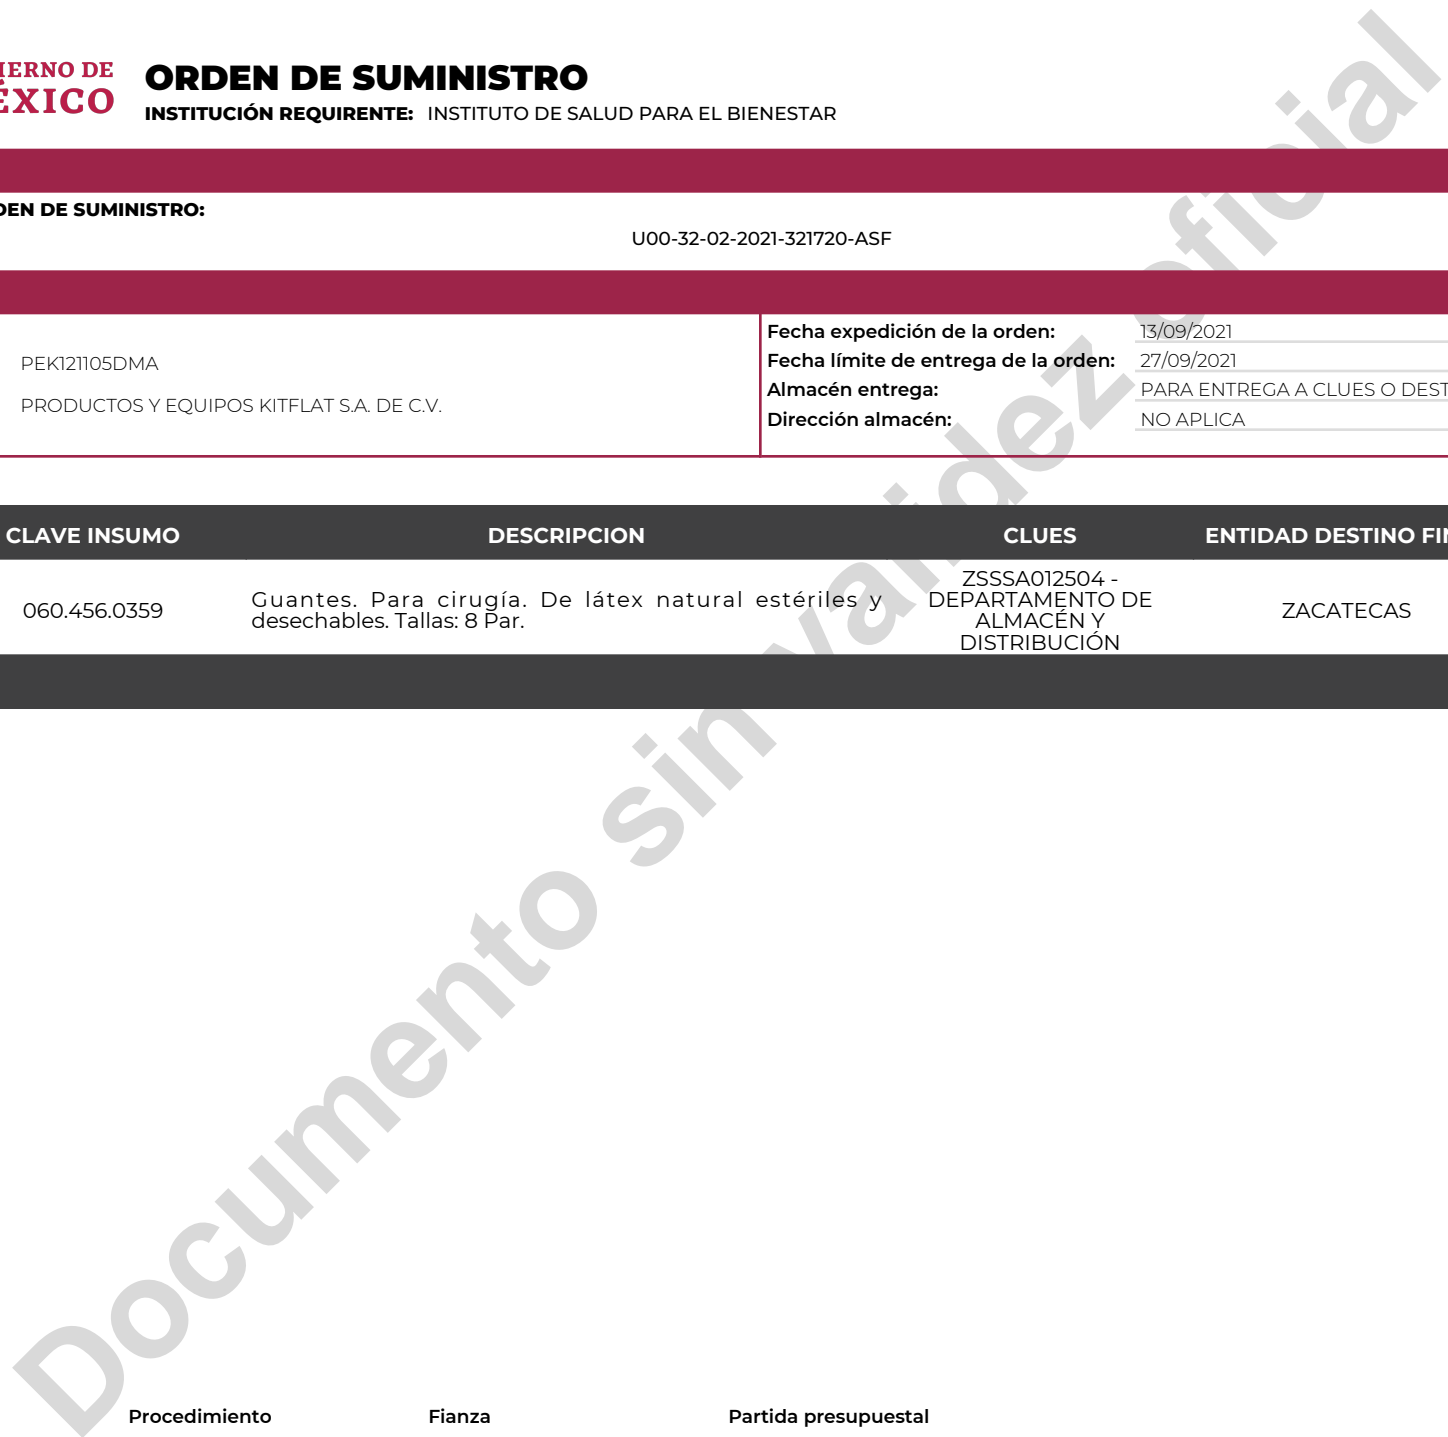 IERNO DE
ÉXICO
ORDEN DE SUMINISTRO
INSTITUCIÓN REQUIRENTE: INSTITUTO DE SALUD PARA EL BIENESTAR
DEN DE SUMINISTRO:
U00-32-02-2021-321720-ASF
PEK121105DMA
PRODUCTOS Y EQUIPOS KITFLAT S.A. DE C.V.
Fecha expedición de la orden: 13/09/2021
Fecha límite de entrega de la orden: 27/09/2021
Almacén entrega: PARA ENTREGA A CLUES O DEST
Dirección almacén: NO APLICA
CLAVE INSUMO DESCRIPCION CLUES ENTIDAD DESTINO FIN
060.456.0359
Guantes. Para cirugía. De látex natural estériles y
desechables. Tallas: 8 Par.
ZSSSA012504 -
DEPARTAMENTO DE
ALMACÉN Y
DISTRIBUCIÓN
ZACATECAS
Documento sin validez oficial
Procedimiento Fianza Partida presupuestal